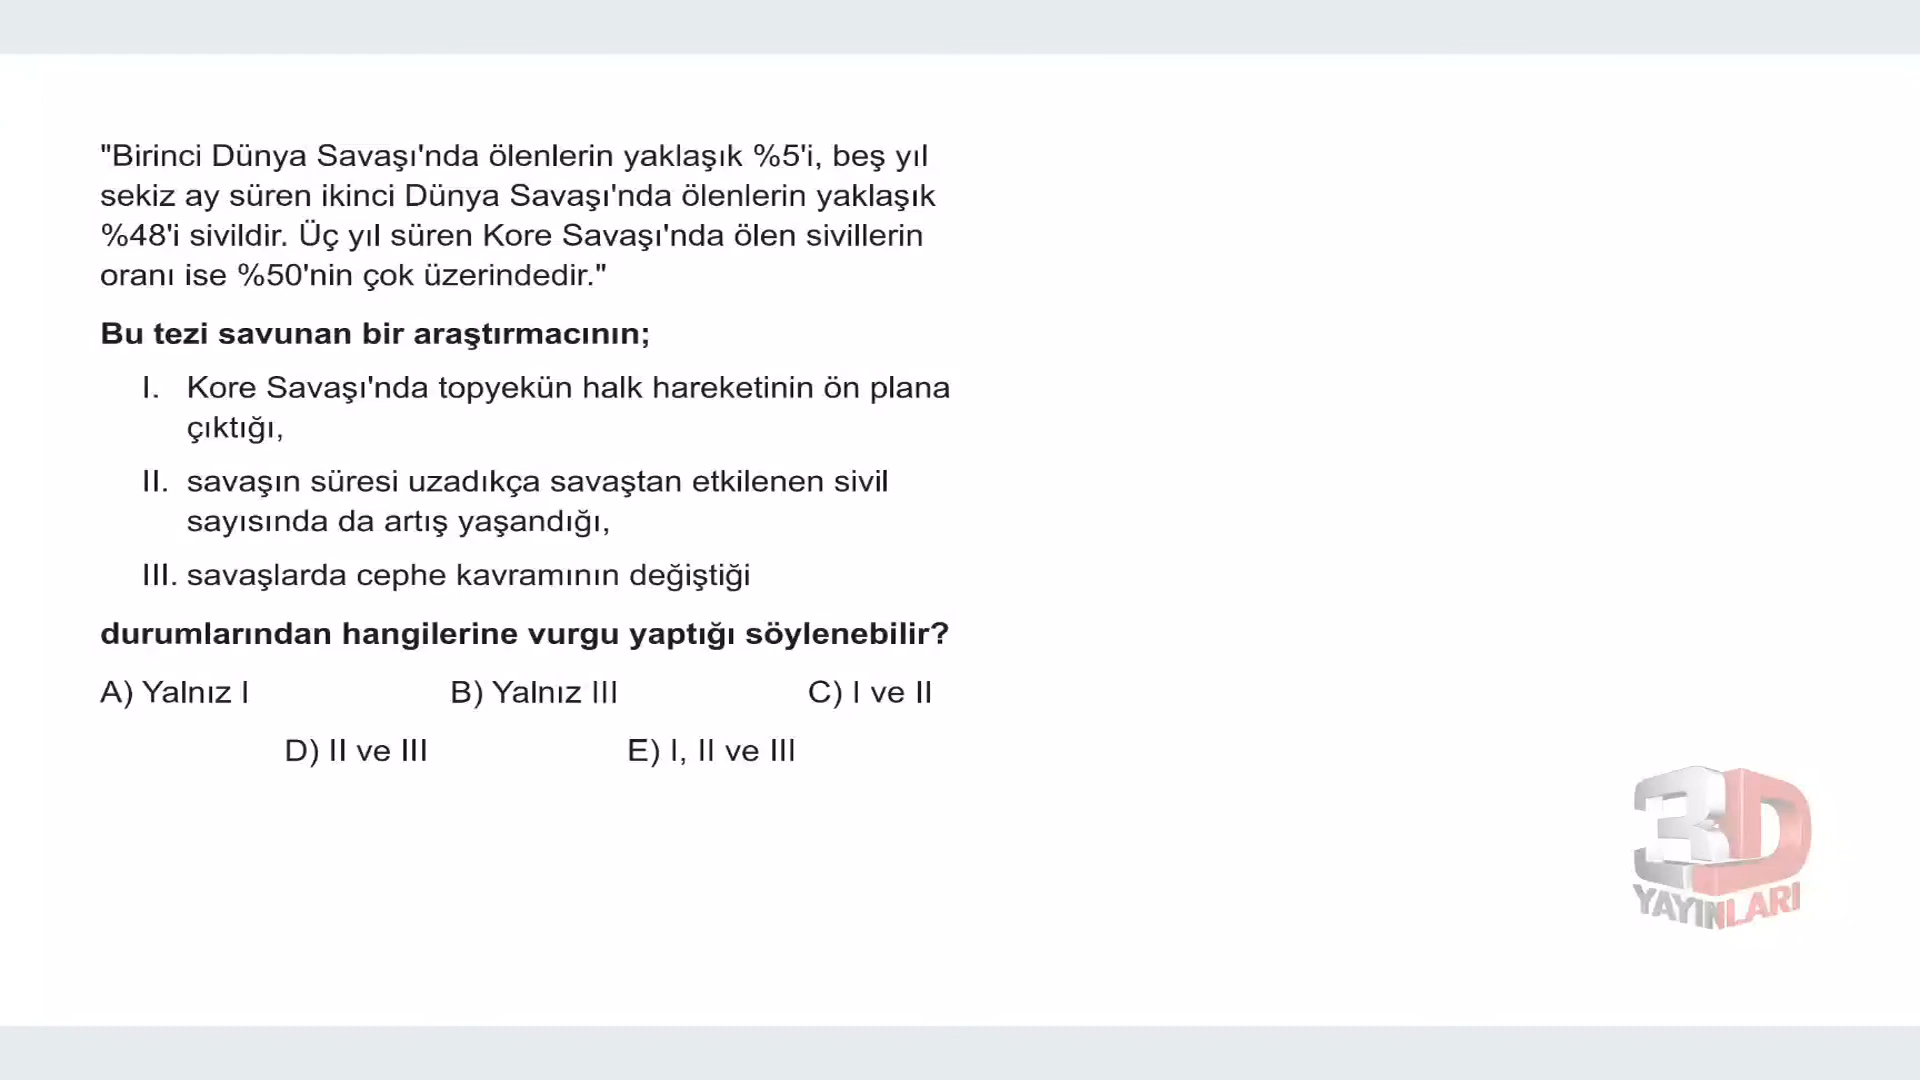 "Birinci Dünya Savaşı'nda ölenlerin yaklaşık %5'i, beş yıl
sekiz ay süren ikinci Dünya Savaşı'nda ölenlerin yaklaşık
%48'i sivildir. Üç yıl süren Kore Savaşı'nda ölen sivillerin
oranı ise %50'nin çok üzerindedir."
Bu tezi savunan bir araştırmacının;
I. Kore Savaşı'nda topyekün halk hareketinin ön plana
çıktığı,
II. savaşın süresi uzadıkça savaştan etkilenen sivil
sayısında da artış yaşandığı,
III. savaşlarda cephe kavramının değiştiği
durumlarından hangilerine vurgu yaptığı söylenebilir?
A) Yalnız I B) Yalnız III C) I ve II
D) II ve III E) I, II ve III
3D
YAYINLARI